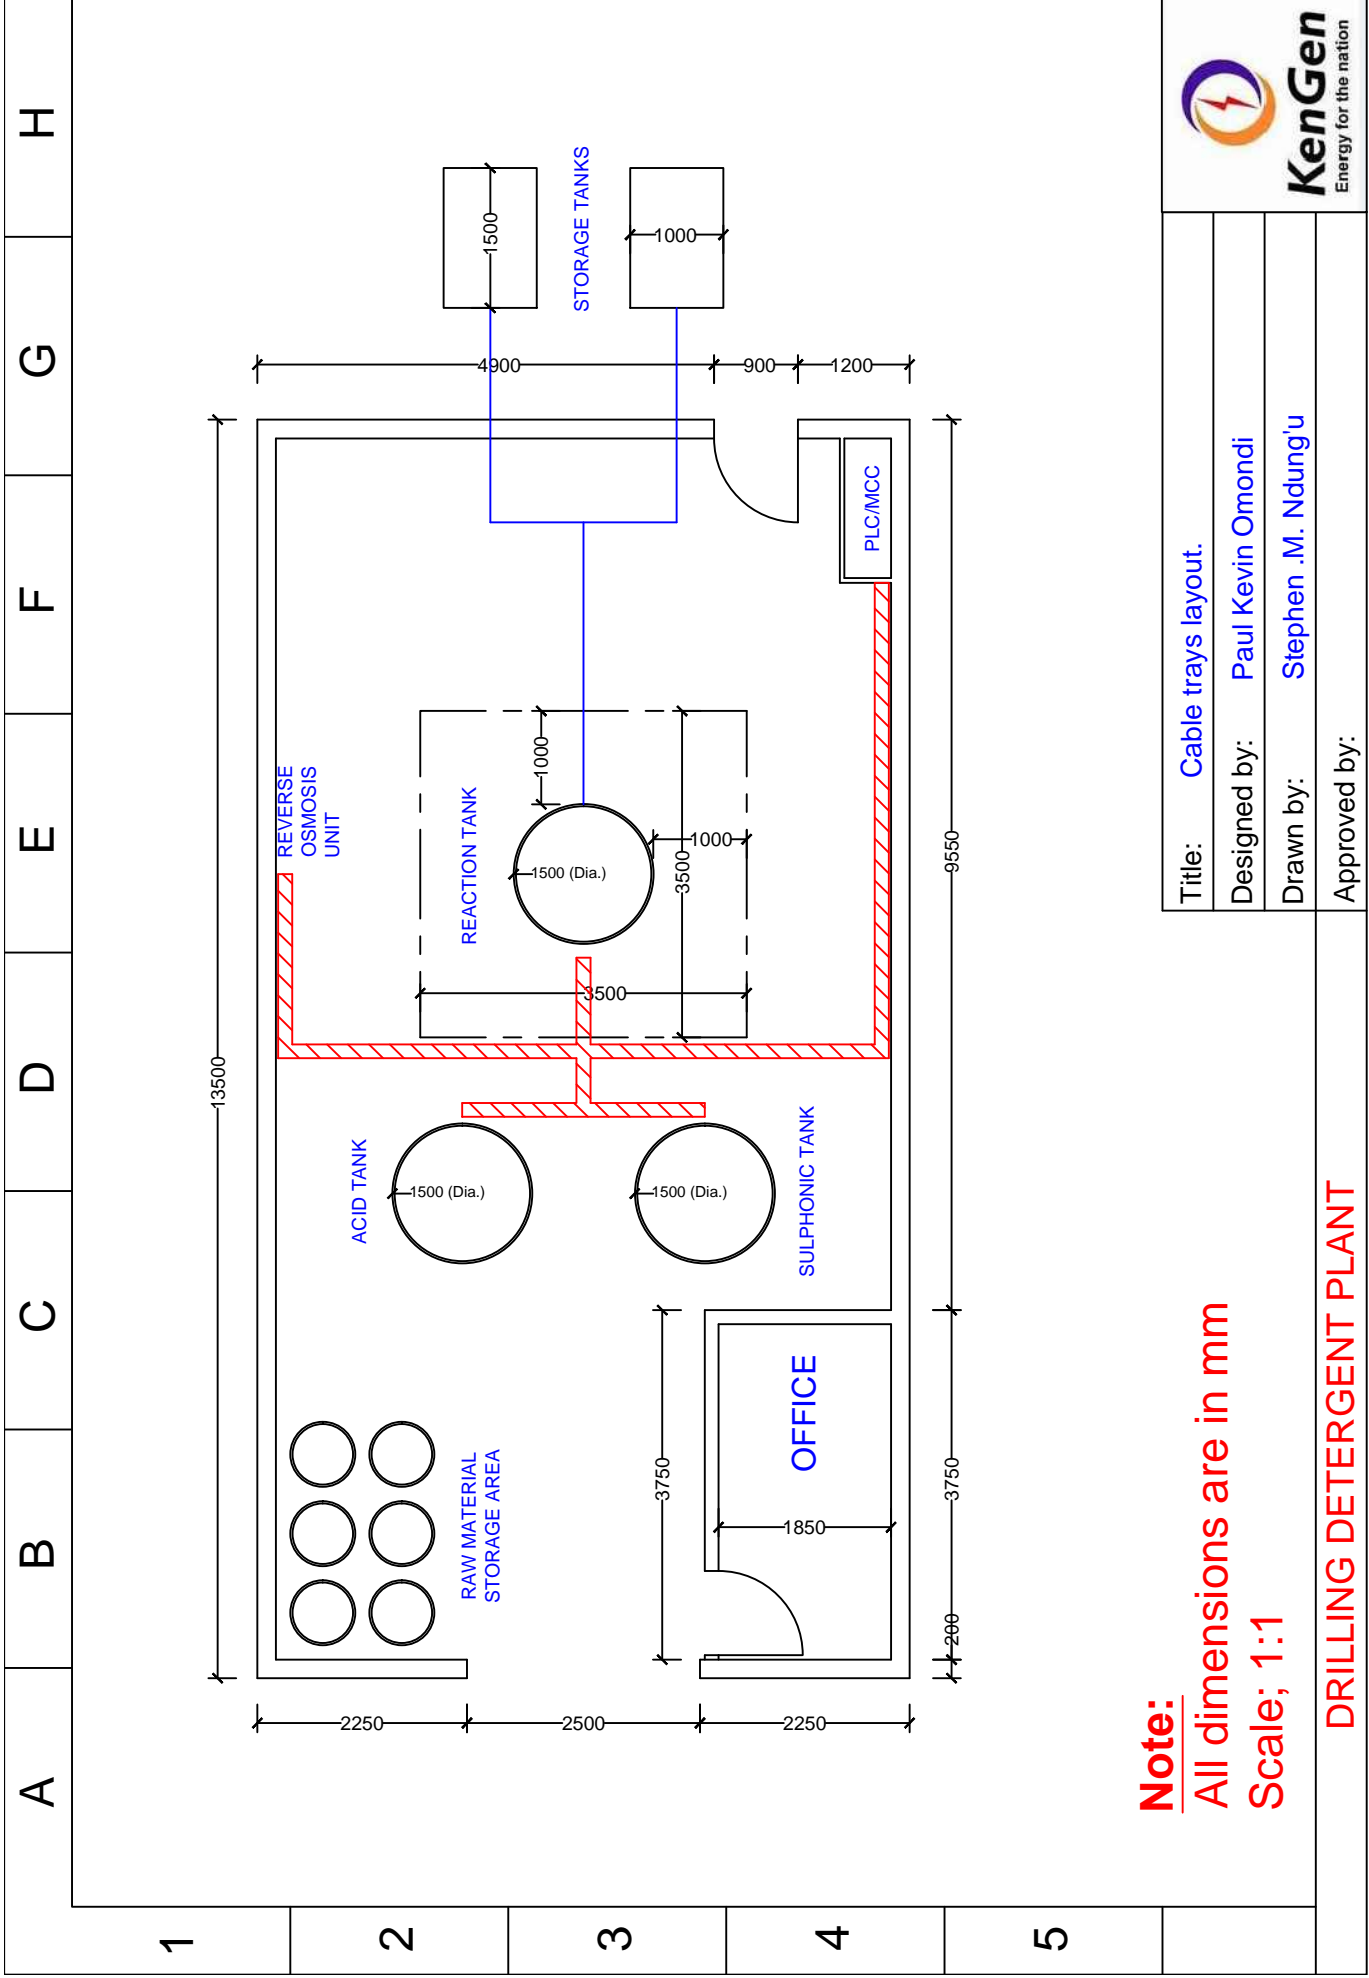 A
B
C
D
E
F
G
H
1
2
3
4
5
13500
4900
900
1200
1500
1000
STORAGE TANKS
REVERSE
OSMOSIS
UNIT
REACTION TANK
1500 (Dia.)
1000
1000
3500
3500
PLC/MCC
ACID TANK
1500 (Dia.)
1500 (Dia.)
SULPHONIC TANK
RAW MATERIAL
STORAGE AREA
3750
OFFICE
1850
2250
2500
2250
200
3750
9550
Note:
All dimensions are in mm
Scale; 1:1
DRILLING DETERGENT PLANT
Title: Cable trays layout.
Designed by: Paul Kevin Omondi
Drawn by: Stephen .M. Ndung'u
Approved by:
KenGen
Energy for the nation